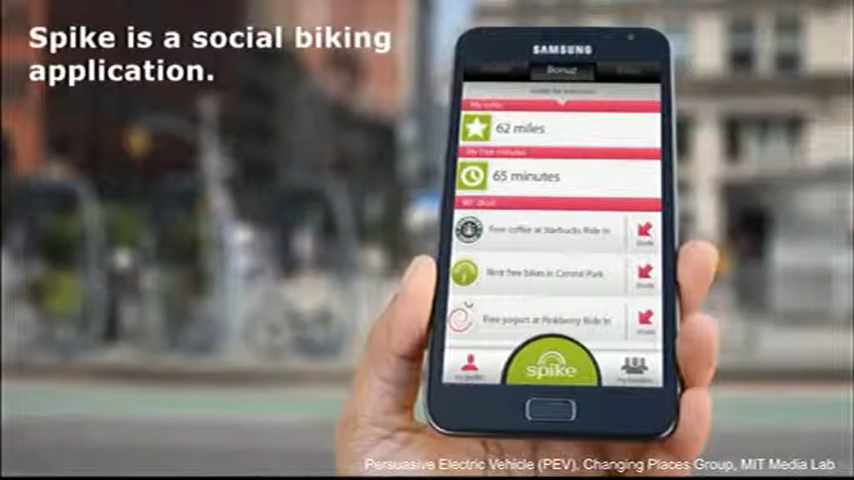 Spike is a social biking
application.
SAMSUNG
Bonuz
62 miles
65 minutes
Free coffee at Starbucks Ride In
Rent free bikes in Central Park
Free yogurt at Pinkberry Ride In
spike
Persuasive Electric Vehicle (PEV), Changing Places Group, MIT Media Lab